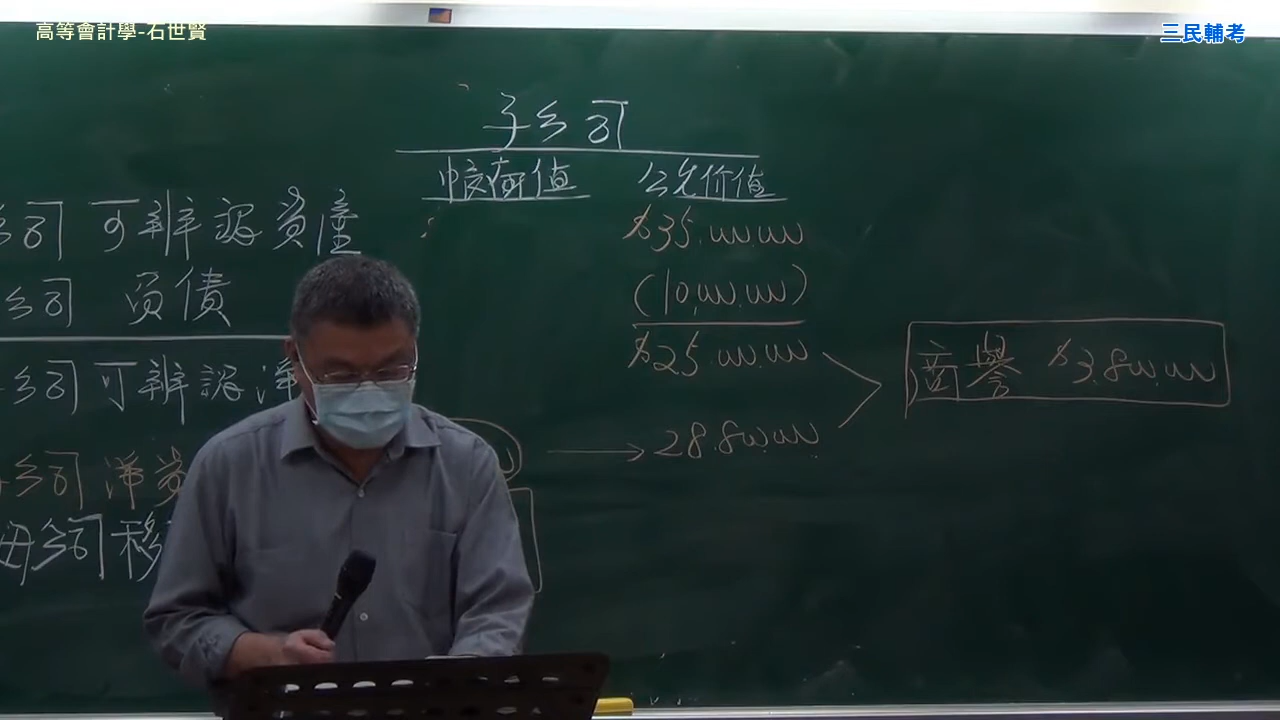 高等會計學-石世賢
三民輔考
子公司
帳面價值 公允价值
公司 可辨認資產 $35,000,000
公司 負債 (10,000,000)
公司 可辨認淨 $25,000,000
商譽 $3,800,000
公司 淨資 → 28,800,000
母公司 移